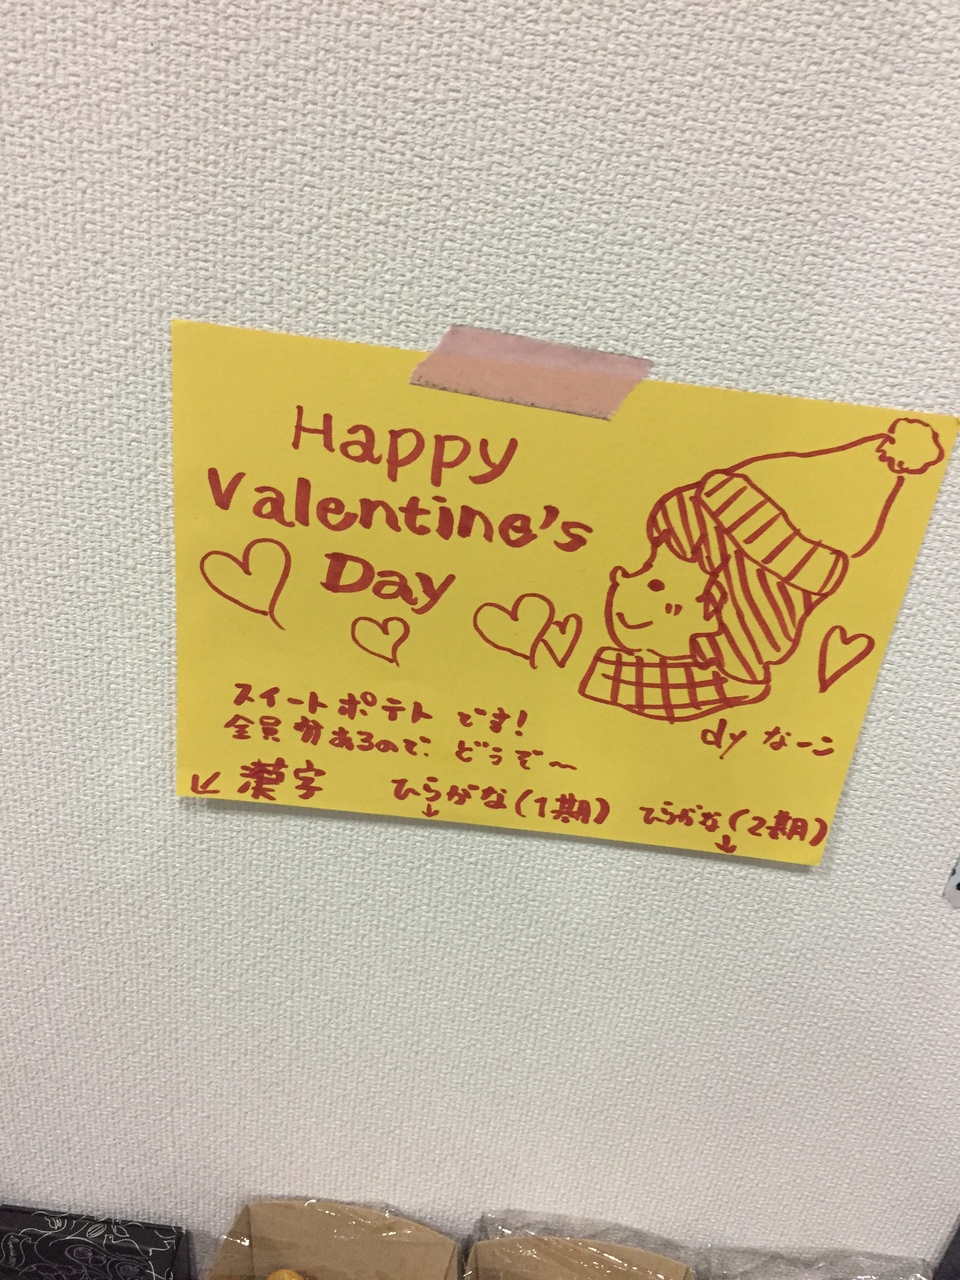 Happy
Valentine's
Day
スイートポテトです!
全員分あるので、どうぞ〜
dy なーこ
↙ 漢字 ひらがな(1期) ひらがな(2期)
↓ ↓